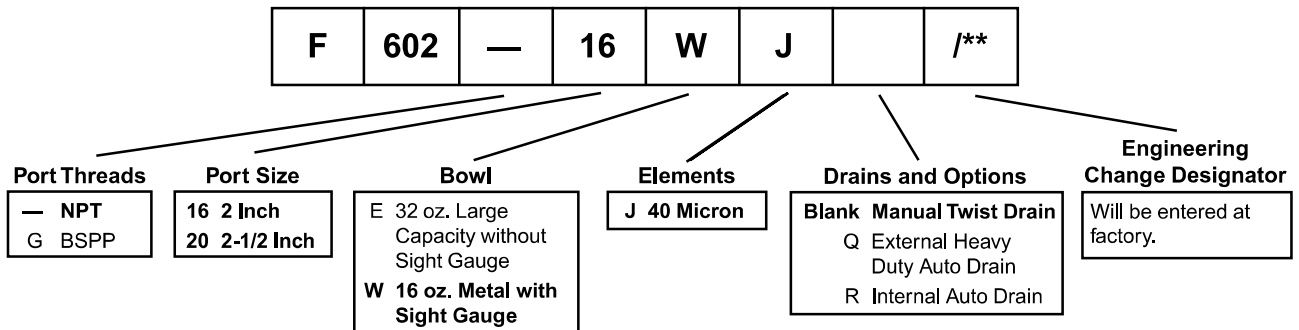 F 602 — 16 W J /**
Port Threads
— NPT
G BSPP
Port Size
16 2 Inch
20 2-1/2 Inch
Bowl
E 32 oz. Large
Capacity without
Sight Gauge
W 16 oz. Metal with
Sight Gauge
Elements
J 40 Micron
Drains and Options
Blank Manual Twist Drain
Q External Heavy
Duty Auto Drain
R Internal Auto Drain
Engineering
Change Designator
Will be entered at
factory.